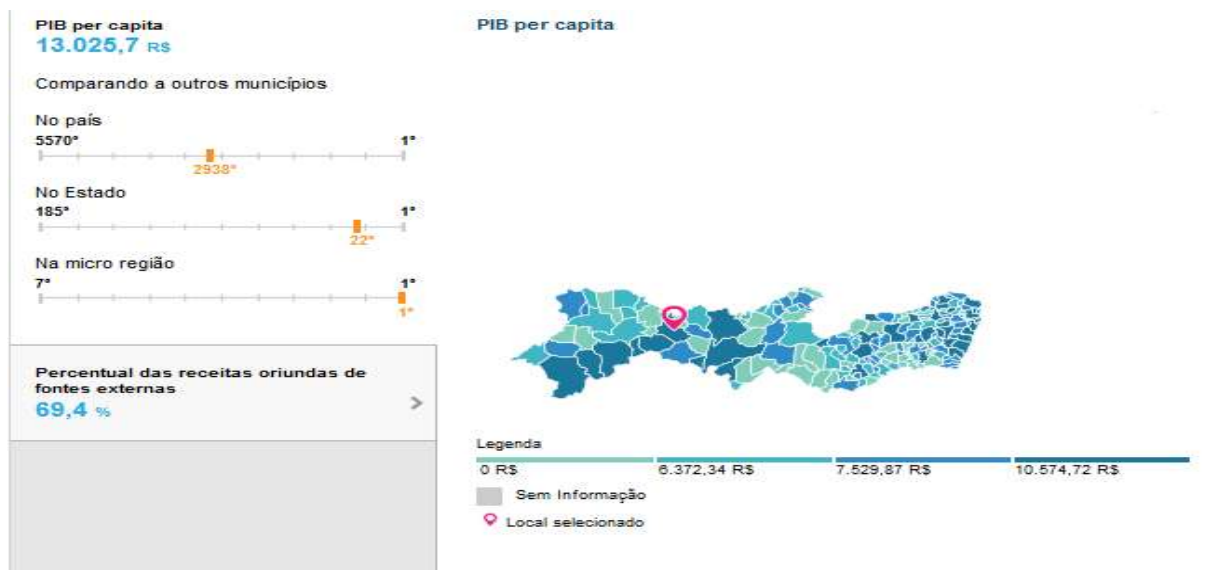 PIB per capita
13.025,7 R$
Comparando a outros municípios
No país
5570° 1°
2938°
No Estado
185° 1°
22°
Na micro região
7° 1°
1°
Percentual das receitas oriundas de
fontes externas
69,4 %
>
PIB per capita
Legenda
0 R$ 6.372,34 R$ 7.529,87 R$ 10.574,72 R$
Sem Informação
Local selecionado